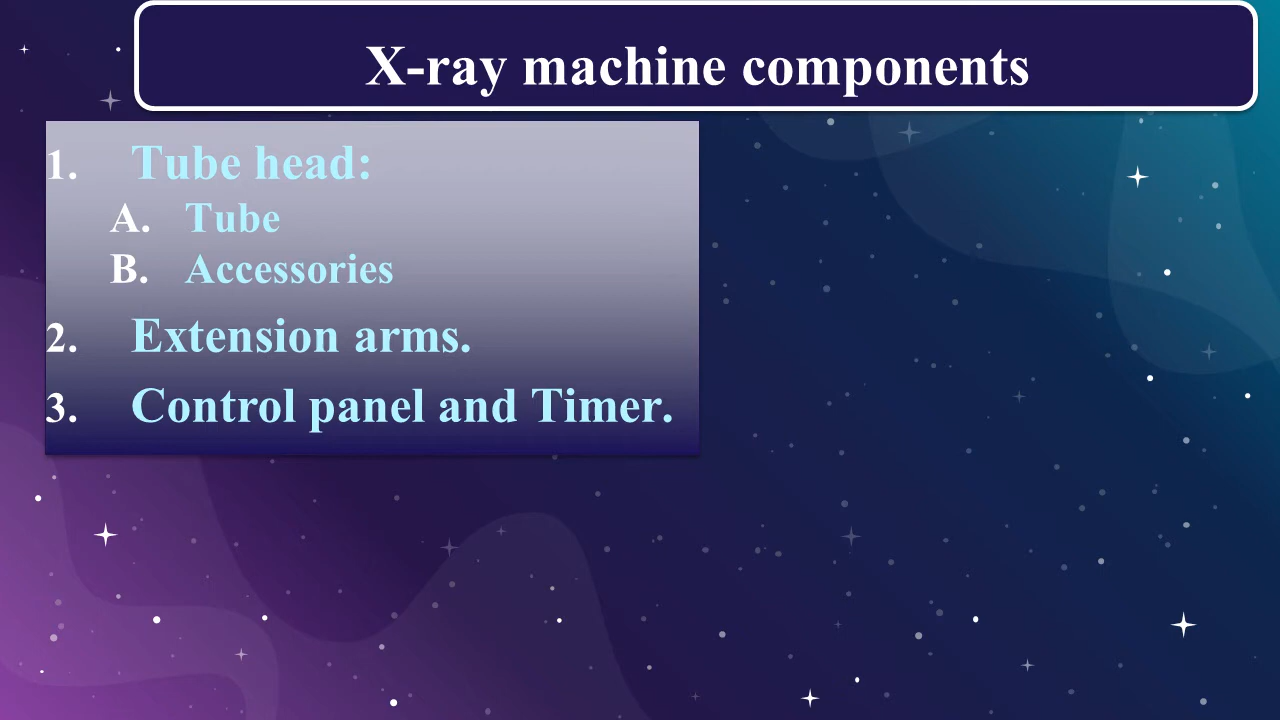 X-ray machine components
1. Tube head:
A. Tube
B. Accessories
2. Extension arms.
3. Control panel and Timer.